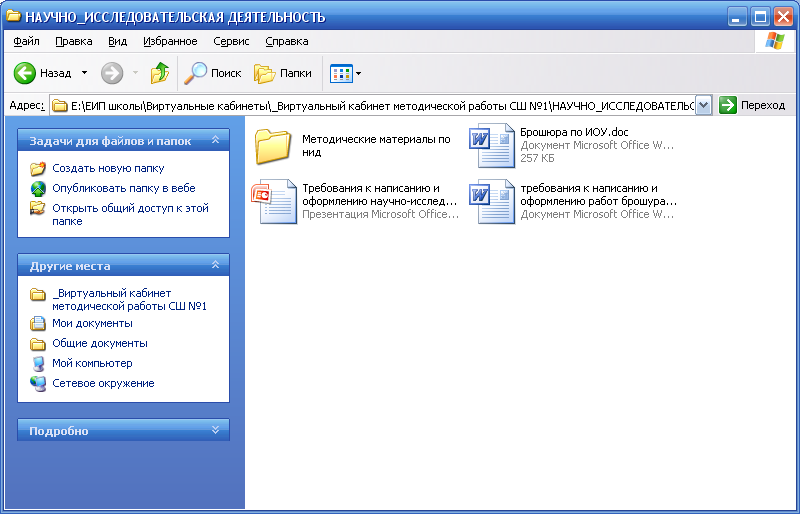 НАУЧНО_ИССЛЕДОВАТЕЛЬСКАЯ ДЕЯТЕЛЬНОСТЬ
Файл Правка Вид Избранное Сервис Справка
Назад Поиск Папки
Адрес: E:\ЕИП школы\Виртуальные кабинеты\_Виртуальный кабинет методической работы СШ №1\НАУЧНО_ИССЛЕДОВАТЕЛЬС Переход
Задачи для файлов и папок
Создать новую папку
Опубликовать папку в вебе
Открыть общий доступ к этой
папке
Другие места
_Виртуальный кабинет
методической работы СШ №1
Мои документы
Общие документы
Мой компьютер
Сетевое окружение
Подробно
Методические материалы по
нид
Брошюра по ИОУ.doc
Документ Microsoft Office W...
257 КБ
Требования к написанию и
оформлению научно-исслед...
Презентация Microsoft Office...
требования к написанию и
оформлению работ брошура...
Документ Microsoft Office W...